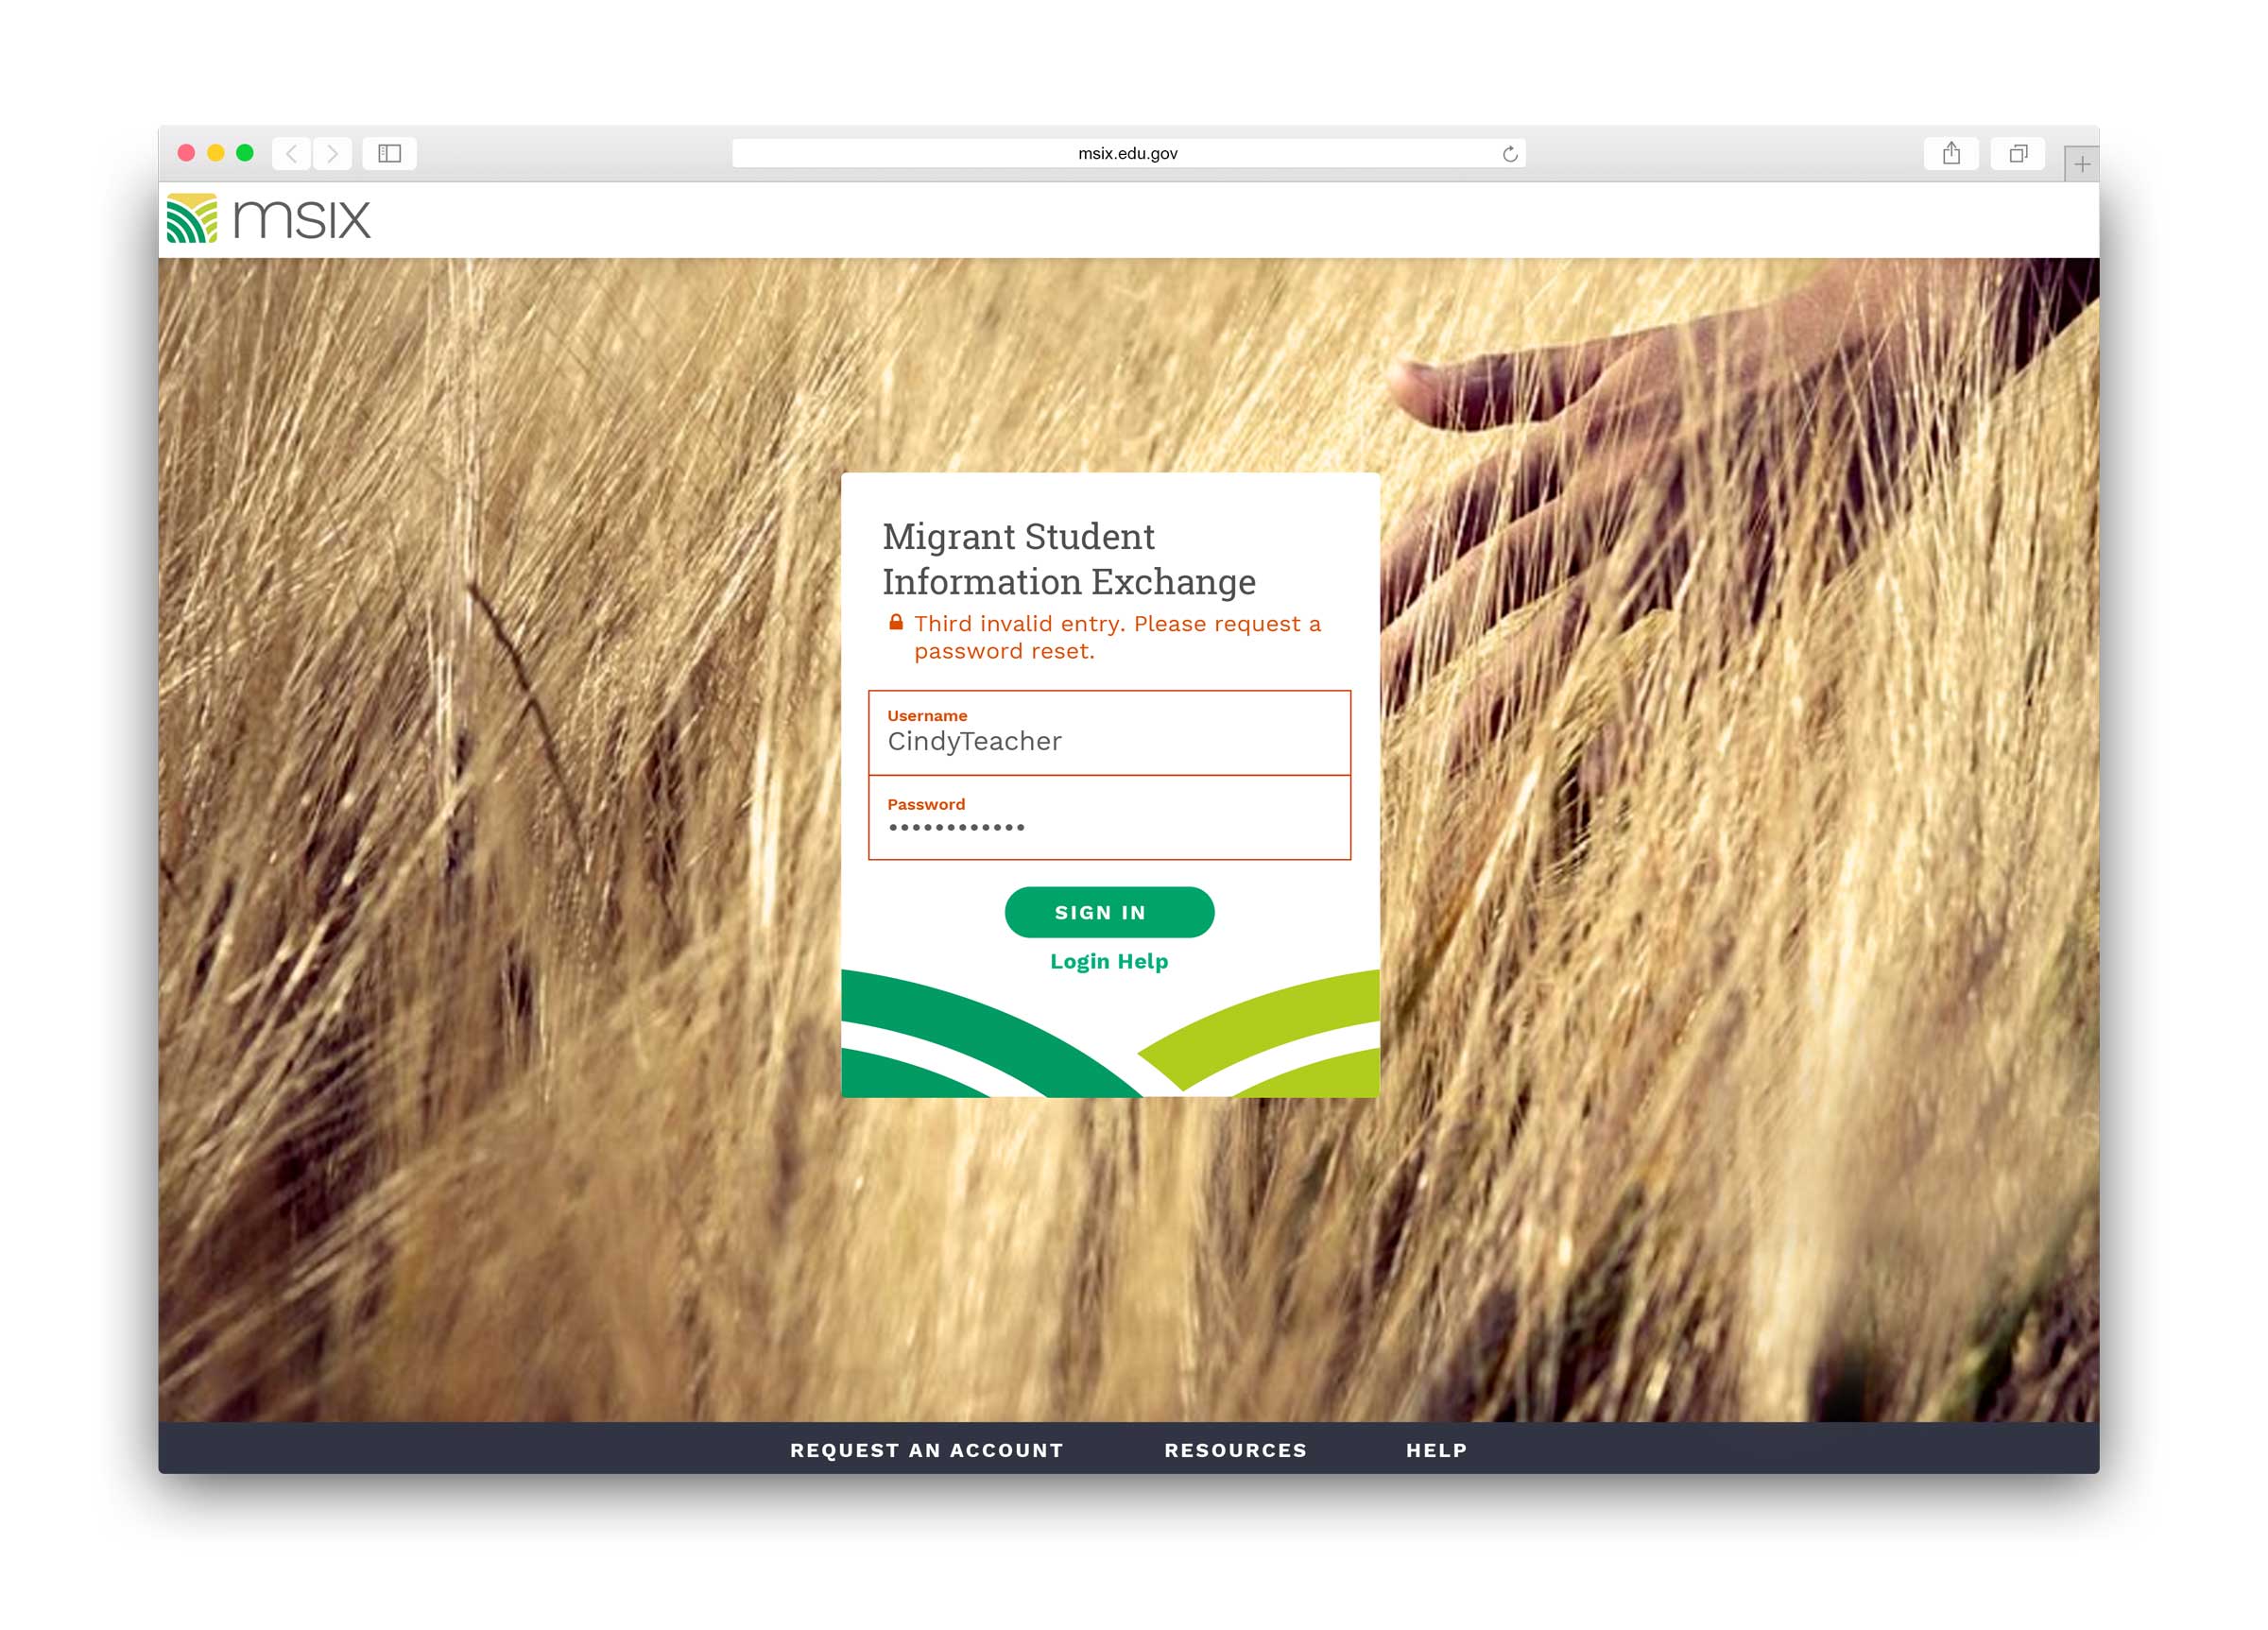 msix.edu.gov
msix
Migrant Student
Information Exchange
Third invalid entry. Please request a
password reset.
Username
CindyTeacher
Password
SIGN IN
Login Help
REQUEST AN ACCOUNT RESOURCES HELP